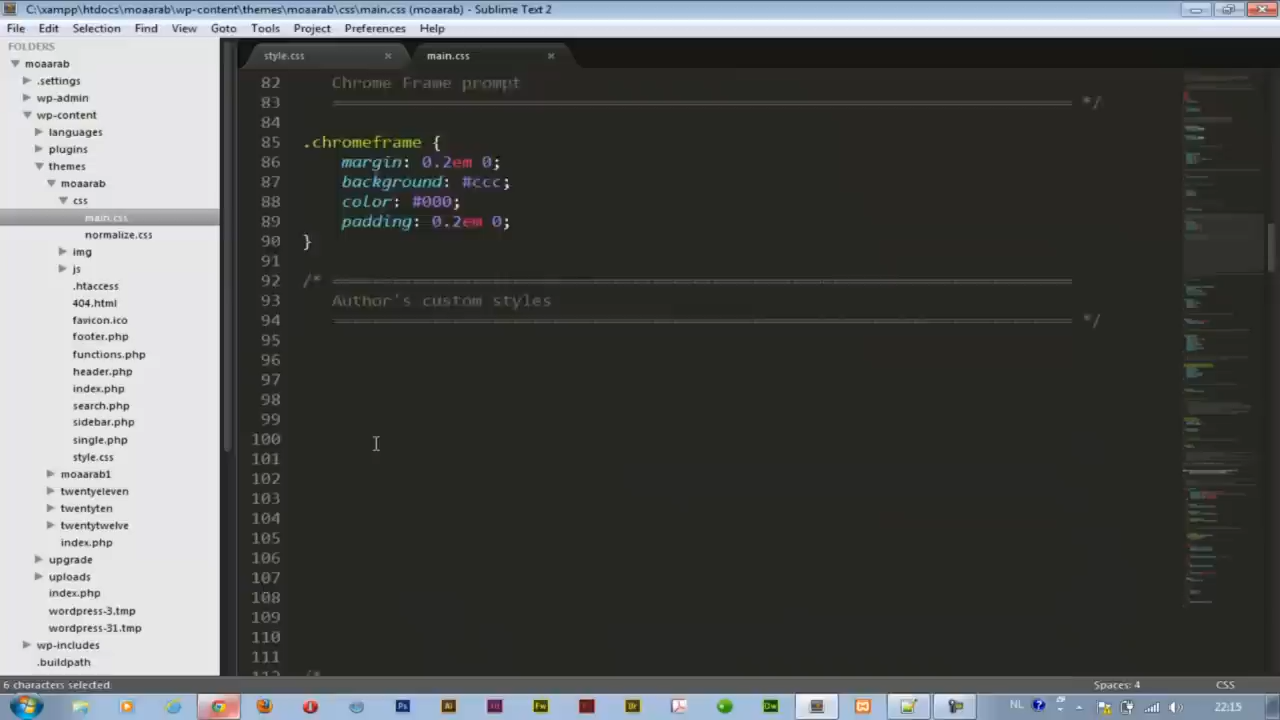 C:\xampp\htdocs\moaarab\wp-content\themes\moaarab\css\main.css (moaarab) - Sublime Text 2
File Edit Selection Find View Goto Tools Project Preferences Help
FOLDERS
moaarab
.settings
wp-admin
wp-content
languages
plugins
themes
moaarab
css
main.css
normalize.css
img
js
.htaccess
404.html
favicon.ico
footer.php
functions.php
header.php
index.php
search.php
sidebar.php
single.php
style.css
moaarab1
twentyeleven
twentyten
twentytwelve
index.php
upgrade
uploads
index.php
wordpress-3.tmp
wordpress-31.tmp
wp-includes
.buildpath
style.css main.css
82 Chrome Frame prompt
83 ========================================================================== */
84
85 .chromeframe {
86 margin: 0.2em 0;
87 background: #ccc;
88 color: #000;
89 padding: 0.2em 0;
90 }
91
92 /* ==========================================================================
93 Author's custom styles
94 ========================================================================== */
95
96
97
98
99
100
101
102
103
104
105
106
107
108
109
110
111
112 /*
6 characters selected
Spaces: 4 CSS
NL 22:15